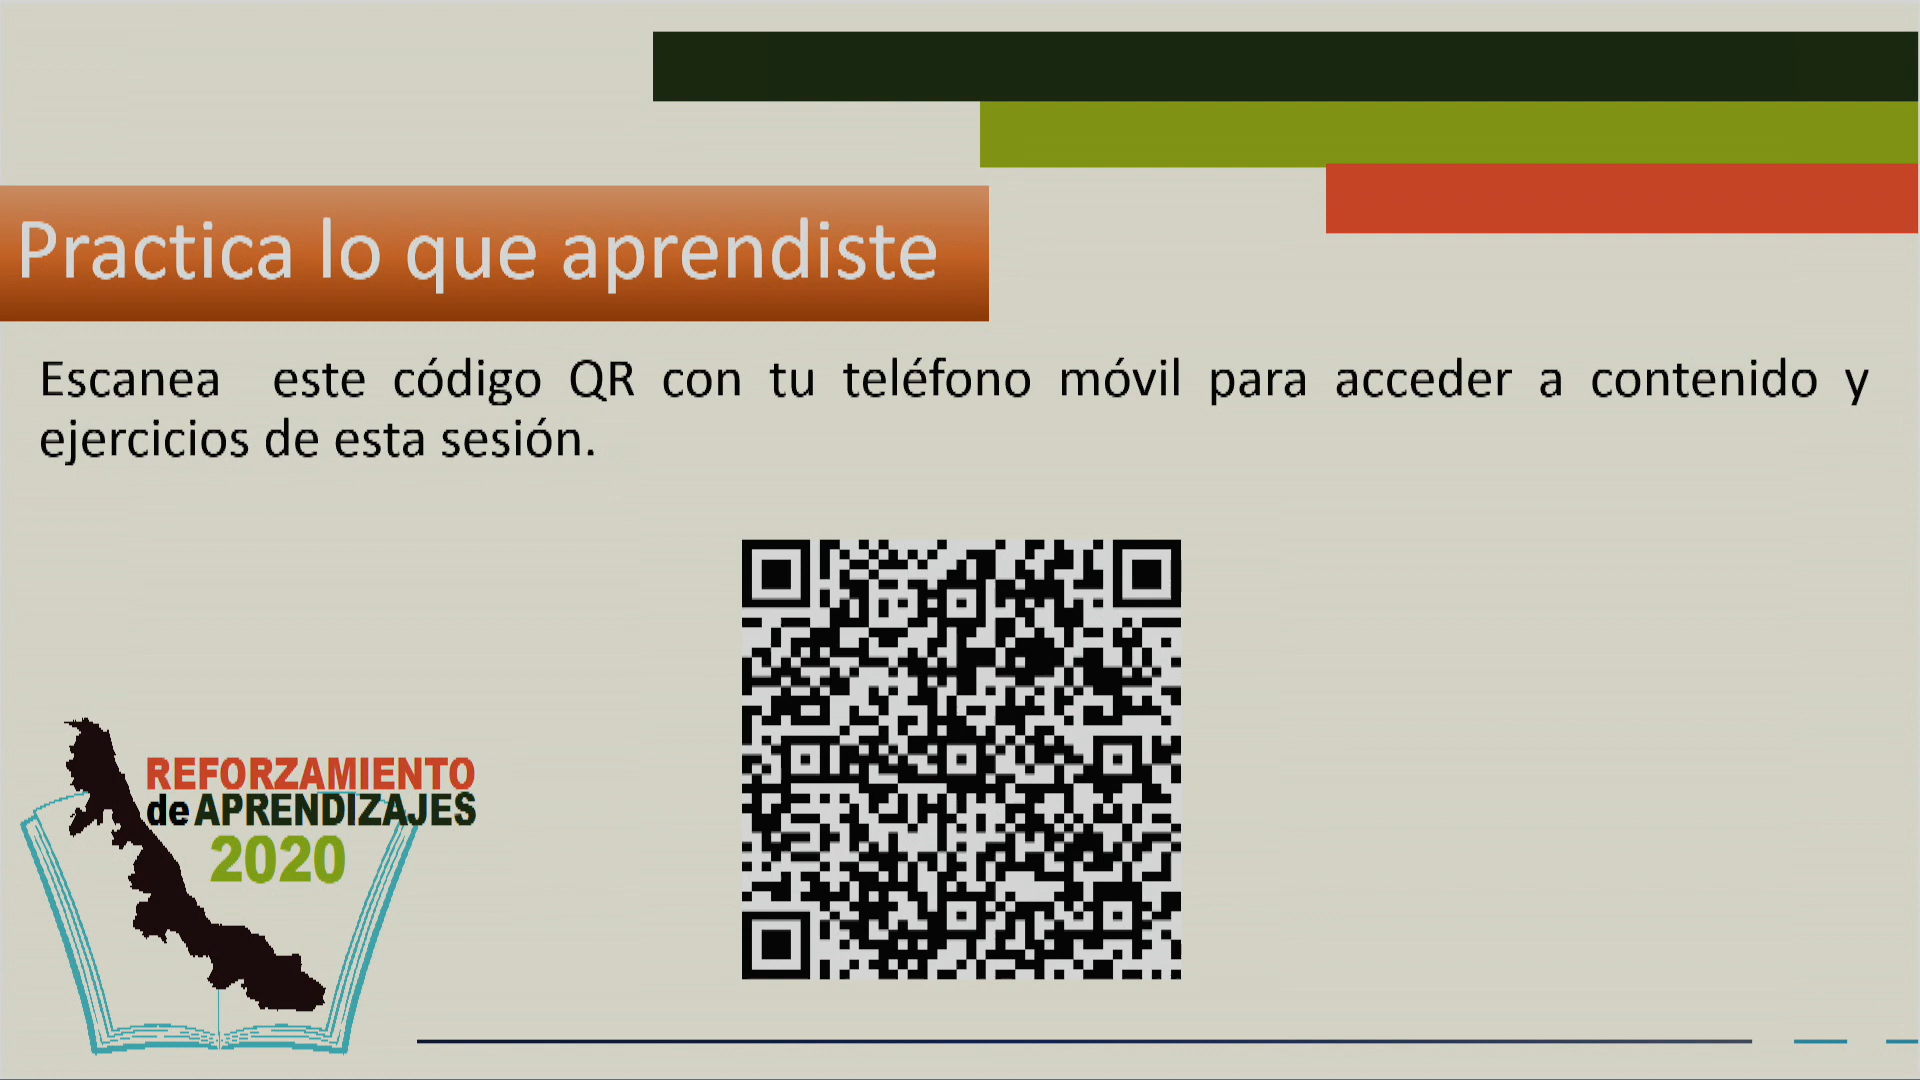 Practica lo que aprendiste
Escanea este código QR con tu teléfono móvil para acceder a contenido y
ejercicios de esta sesión.
REFORZAMIENTO
de APRENDIZAJES
2020